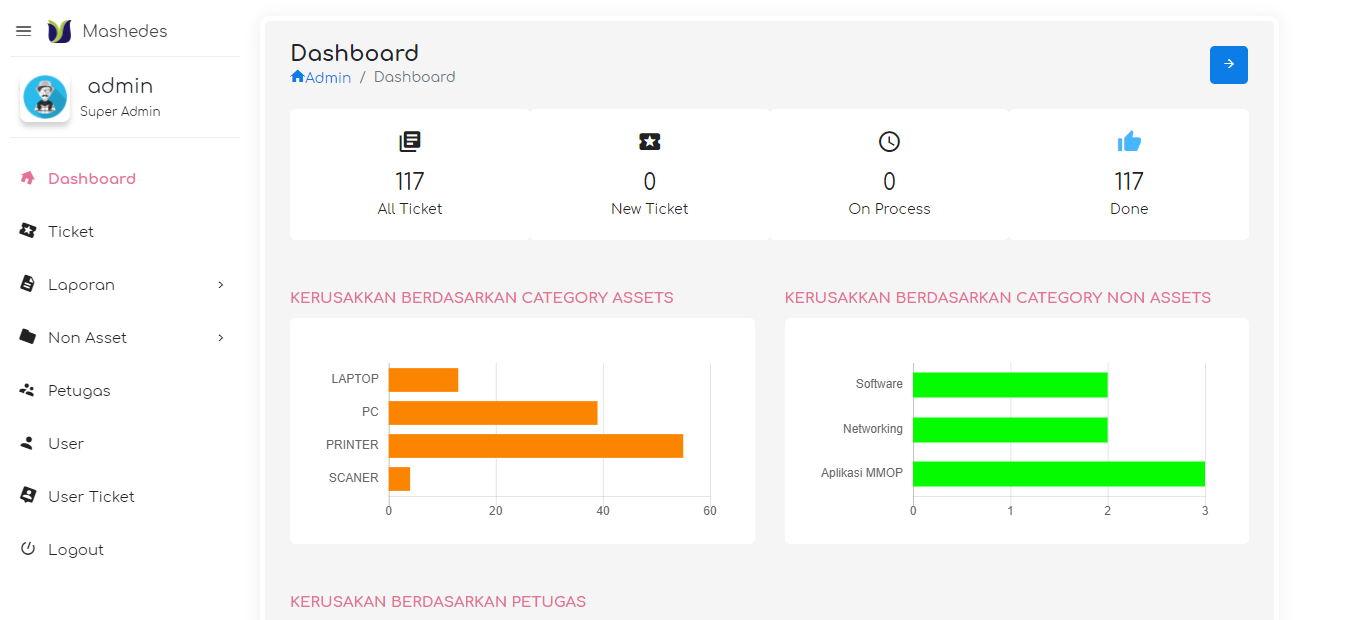 Mashedes
admin
Super Admin
Dashboard
Ticket
Laporan
Non Asset
Petugas
User
User Ticket
Logout
Dashboard
Admin / Dashboard
117
All Ticket
0
New Ticket
0
On Process
117
Done
KERUSAKKAN BERDASARKAN CATEGORY ASSETS
LAPTOP
PC
PRINTER
SCANER
0 20 40 60
KERUSAKKAN BERDASARKAN CATEGORY NON ASSETS
Software
Networking
Aplikasi MMOP
0 1 2 3
KERUSAKAN BERDASARKAN PETUGAS